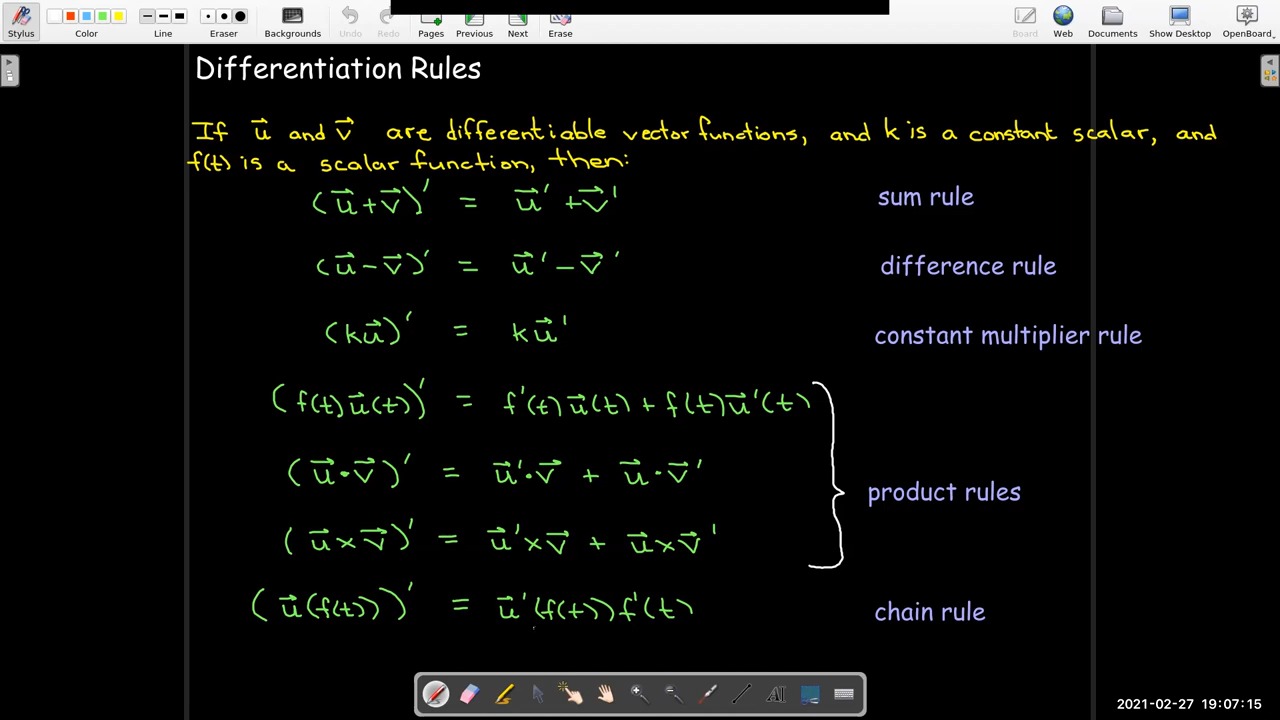 Stylus Color Line Eraser Backgrounds Undo Redo Pages Previous Next Erase Board Web Documents Show Desktop OpenBoard
Differentiation Rules
If u⃗ and v⃗ are differentiable vector functions, and k is a constant scalar, and
f(t) is a scalar function, then:
(u⃗+v⃗)' = u⃗' + v⃗' sum rule
(u⃗-v⃗)' = u⃗' - v⃗' difference rule
(ku⃗)' = ku⃗' constant multiplier rule
(f(t)u⃗(t))' = f'(t)u⃗(t) + f(t)u⃗'(t)
(u⃗·v⃗)' = u⃗'·v⃗ + u⃗·v⃗'
product rules
(u⃗×v⃗)' = u⃗'×v⃗ + u⃗×v⃗'
(u⃗(f(t)))' = u⃗'(f(t))f'(t) chain rule
AI
2021-02-27 19:07:15